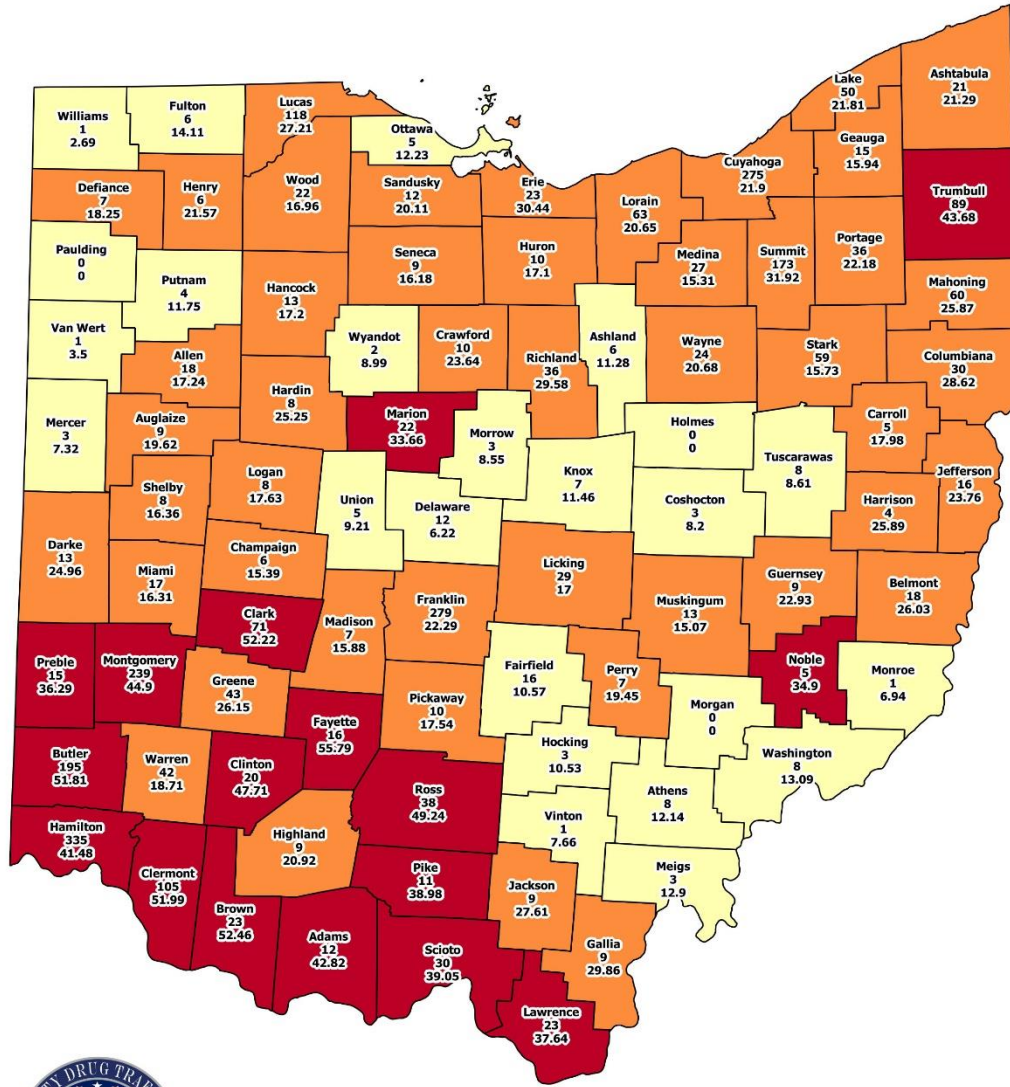 Williams
1
2.69
Fulton
6
14.11
Lucas
118
27.21
Ottawa
5
12.23
Lake
50
21.81
Ashtabula
21
21.29
Geauga
15
15.94
Cuyahoga
275
21.9
Defiance
7
18.25
Henry
6
21.57
Wood
22
16.96
Sandusky
12
20.11
Erie
23
30.44
Lorain
63
20.65
Trumbull
89
43.68
Paulding
0
0
Putnam
4
11.75
Hancock
13
17.2
Seneca
9
16.18
Huron
10
17.1
Medina
27
15.31
Summit
173
31.92
Portage
36
22.18
Mahoning
60
25.87
Van Wert
1
3.5
Allen
18
17.24
Wyandot
2
8.99
Crawford
10
23.64
Richland
36
29.58
Ashland
6
11.28
Wayne
24
20.68
Stark
59
15.73
Columbiana
30
28.62
Mercer
3
7.32
Auglaize
9
19.62
Hardin
8
25.25
Marion
22
33.66
Morrow
3
8.55
Holmes
0
0
Carroll
5
17.98
Tuscarawas
8
8.61
Jefferson
16
23.76
Shelby
8
16.36
Logan
8
17.63
Union
5
9.21
Delaware
12
6.22
Knox
7
11.46
Coshocton
3
8.2
Harrison
4
25.89
Darke
13
24.96
Miami
17
16.31
Champaign
6
15.39
Licking
29
17
Guernsey
9
22.93
Belmont
18
26.03
Clark
71
52.22
Madison
7
15.88
Franklin
279
22.29
Muskingum
13
15.07
Preble
15
36.29
Montgomery
239
44.9
Greene
43
26.15
Fairfield
16
10.57
Perry
7
19.45
Noble
5
34.9
Monroe
1
6.94
Fayette
16
55.79
Pickaway
10
17.54
Morgan
0
0
Butler
195
51.81
Warren
42
18.71
Clinton
20
47.71
Ross
38
49.24
Hocking
3
10.53
Athens
8
12.14
Washington
8
13.09
Hamilton
335
41.48
Clermont
105
51.99
Highland
9
20.92
Pike
11
38.98
Vinton
1
7.66
Meigs
3
12.9
Brown
23
52.46
Adams
12
42.82
Scioto
30
39.05
Jackson
9
27.61
Gallia
9
29.86
Lawrence
23
37.64
TY DRUG TRAF